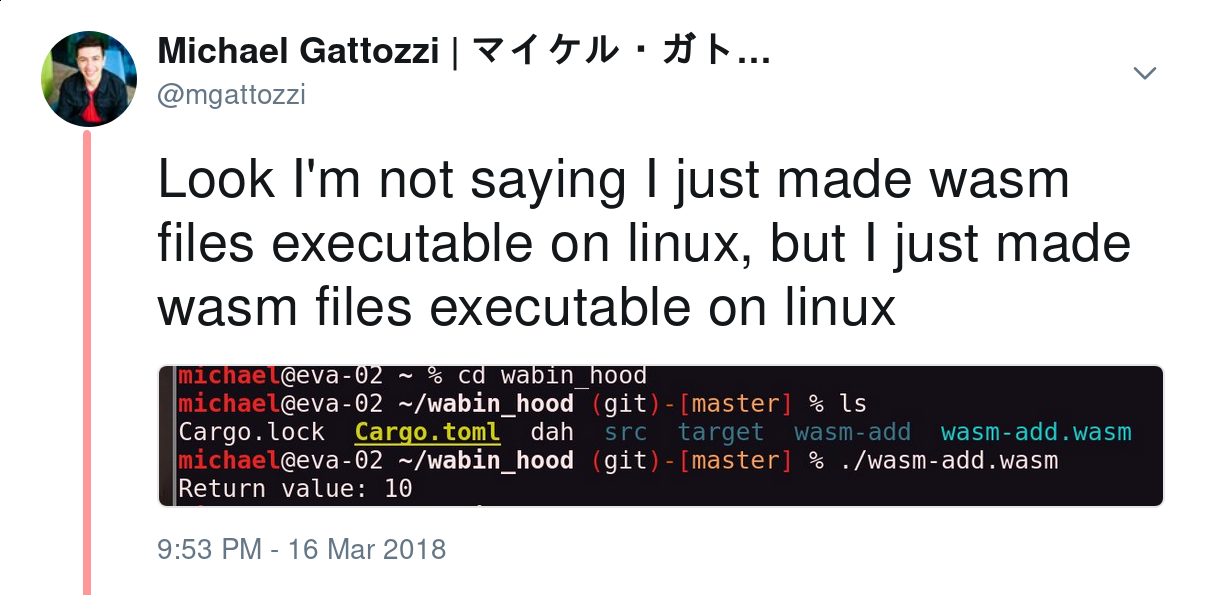 Michael Gattozzi | マイケル・ガト...
@mgattozzi
Look I'm not saying I just made wasm
files executable on linux, but I just made
wasm files executable on linux
michael@eva-02 ~ % cd wabin_hood
michael@eva-02 ~/wabin_hood (git)-[master] % ls
Cargo.lock  Cargo.toml  dah  src  target  wasm-add  wasm-add.wasm
michael@eva-02 ~/wabin_hood (git)-[master] % ./wasm-add.wasm
Return value: 10
9:53 PM - 16 Mar 2018